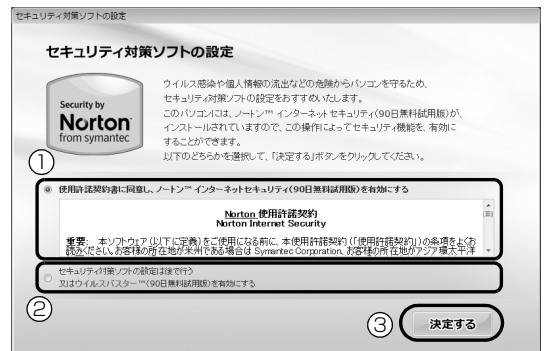 セキュリティ対策ソフトの設定
セキュリティ対策ソフトの設定
Security by
Norton™
from symantec
ウイルス感染や個人情報の流出などの危険からパソコンを守るため、
セキュリティ対策ソフトの設定をおすすめいたします。
このパソコンには、ノートン™ インターネットセキュリティ(90日無料試用版)が、
インストールされていますので、この操作によってセキュリティ機能を、有効に
することができます。
以下のどちらかを選択して、「決定する」ボタンをクリックしてください。
①
使用許諾契約書に同意し、ノートン™ インターネットセキュリティ(90日無料試用版)を有効にする
Norton 使用許諾契約
Norton Internet Security
重要: 本ソフトウェア(以下に定義)をご使用になる前に、本使用許諾契約(「使用許諾契約」)の条項をよくお
読みください。お客様の所在地が米州である場合は Symantec Corporation、お客様の所在地がアジア環太平洋
セキュリティ対策ソフトの設定は後で行う
又はウイルスバスター™(90日無料試用版)を有効にする
②
③
決定する